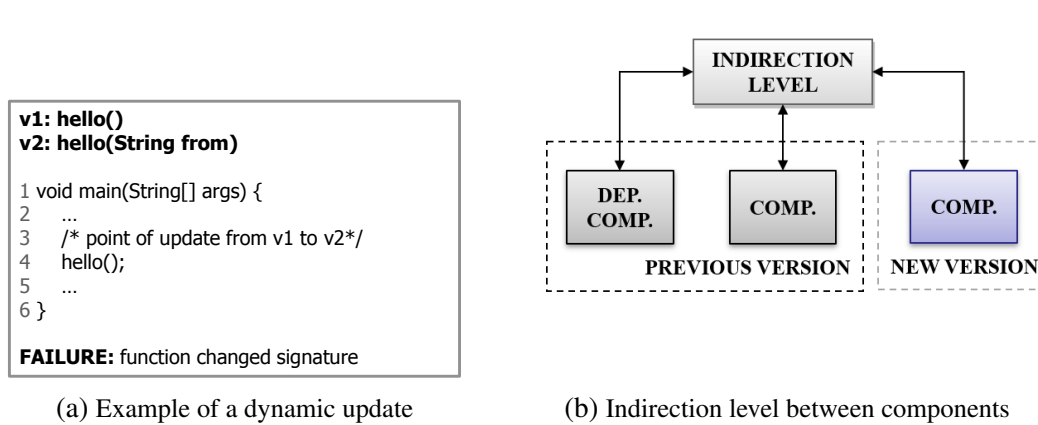 v1: hello()
v2: hello(String from)
1 void main(String[] args) {
2 ...
3 /* point of update from v1 to v2*/
4 hello();
5 ...
6 }
FAILURE: function changed signature
(a) Example of a dynamic update
INDIRECTION
LEVEL
DEP.
COMP.
COMP.
COMP.
PREVIOUS VERSION
NEW VERSION
(b) Indirection level between components